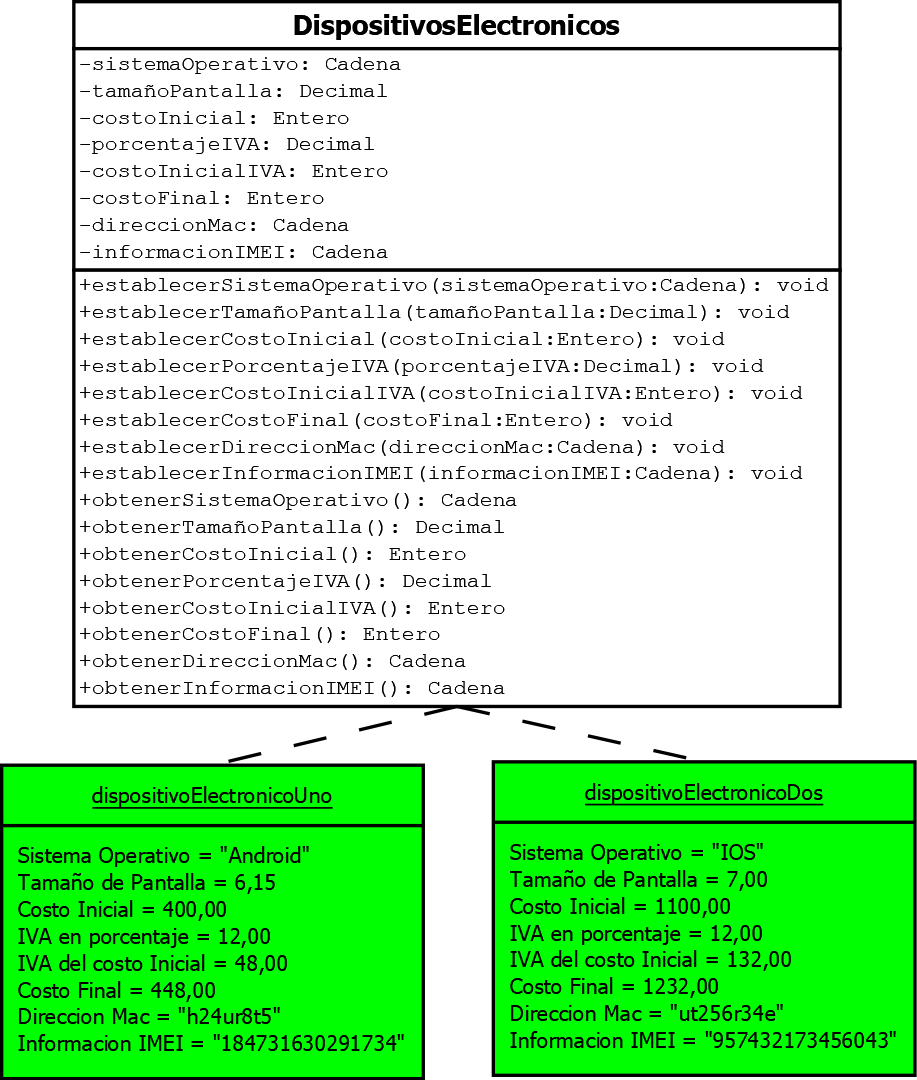 DispositivosElectronicos
-sistemaOperativo: Cadena
-tamañoPantalla: Decimal
-costoInicial: Entero
-porcentajeIVA: Decimal
-costoInicialIVA: Entero
-costoFinal: Entero
-direccionMac: Cadena
-informacionIMEI: Cadena
+establecerSistemaOperativo(sistemaOperativo:Cadena): void
+establecerTamañoPantalla(tamañoPantalla:Decimal): void
+establecerCostoInicial(costoInicial:Entero): void
+establecerPorcentajeIVA(porcentajeIVA:Decimal): void
+establecerCostoInicialIVA(costoInicialIVA:Entero): void
+establecerCostoFinal(costoFinal:Entero): void
+establecerDireccionMac(direccionMac:Cadena): void
+establecerInformacionIMEI(informacionIMEI:Cadena): void
+obtenerSistemaOperativo(): Cadena
+obtenerTamañoPantalla(): Decimal
+obtenerCostoInicial(): Entero
+obtenerPorcentajeIVA(): Decimal
+obtenerCostoInicialIVA(): Entero
+obtenerCostoFinal(): Entero
+obtenerDireccionMac(): Cadena
+obtenerInformacionIMEI(): Cadena
dispositivoElectronicoUno
Sistema Operativo = "Android"
Tamaño de Pantalla = 6,15
Costo Inicial = 400,00
IVA en porcentaje = 12,00
IVA del costo Inicial = 48,00
Costo Final = 448,00
Direccion Mac = "h24ur8t5"
Informacion IMEI = "184731630291734"
dispositivoElectronicoDos
Sistema Operativo = "IOS"
Tamaño de Pantalla = 7,00
Costo Inicial = 1100,00
IVA en porcentaje = 12,00
IVA del costo Inicial = 132,00
Costo Final = 1232,00
Direccion Mac = "ut256r34e"
Informacion IMEI = "957432173456043"